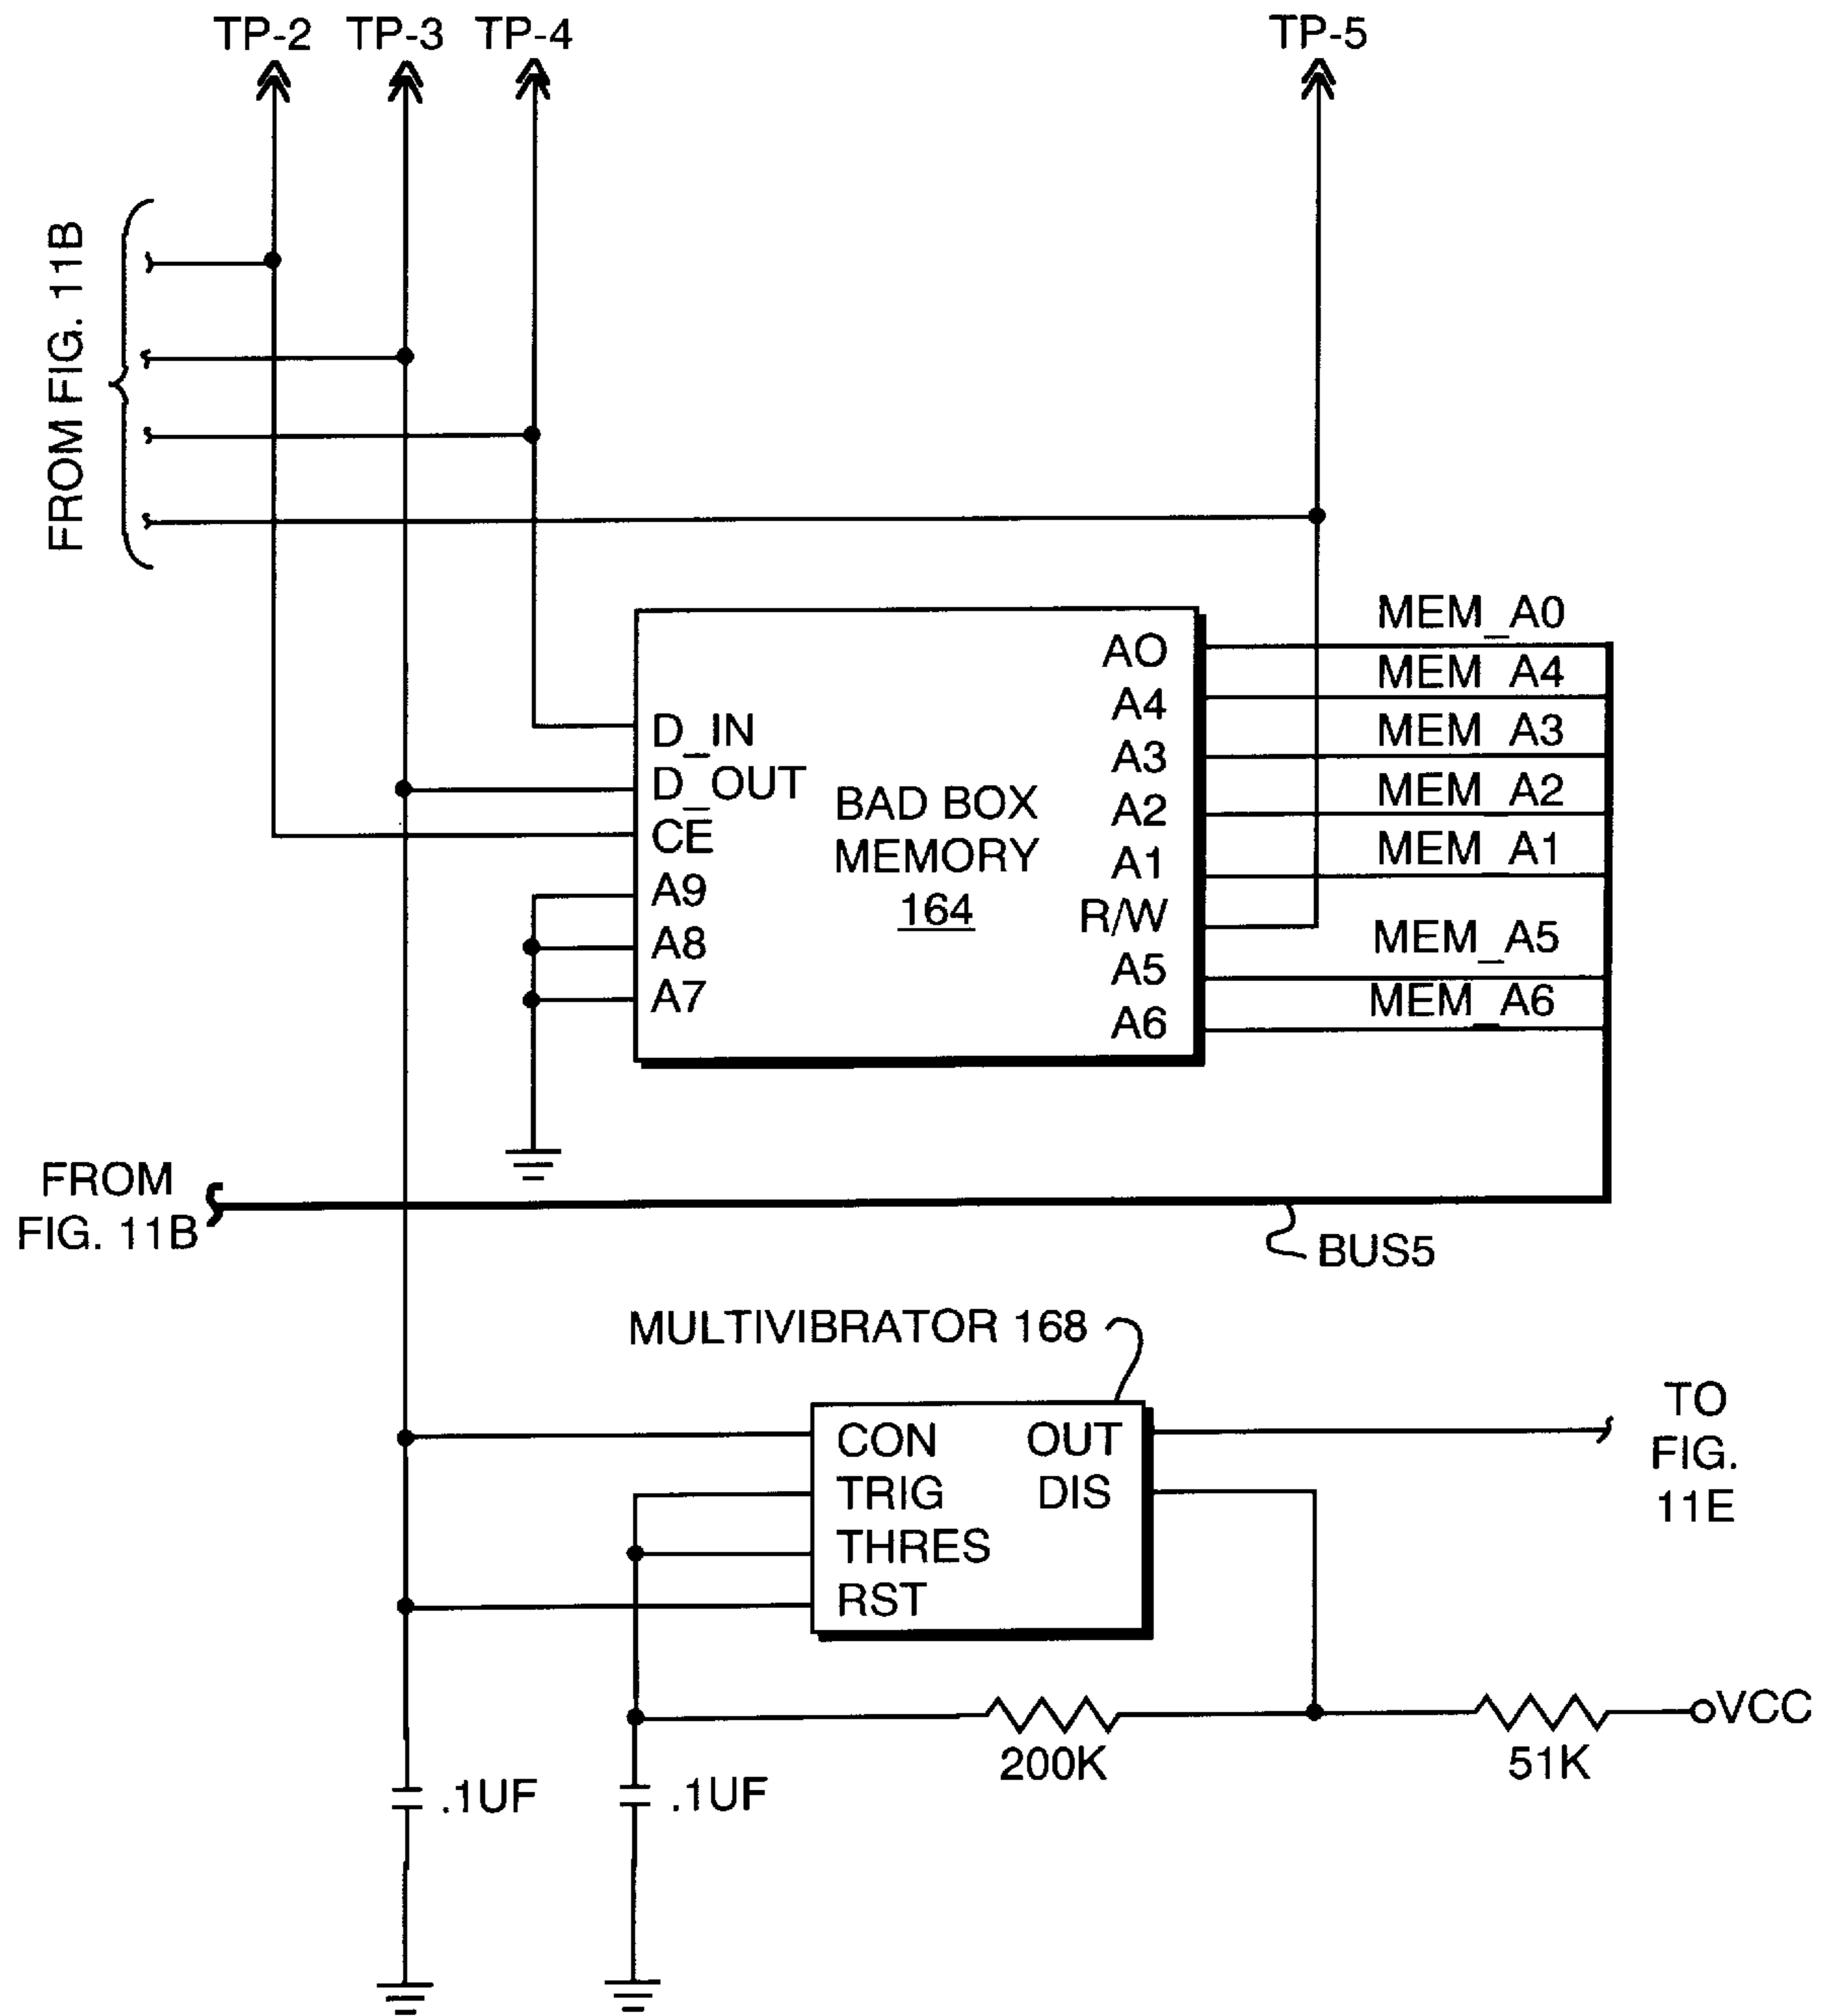 TP-2 TP-3 TP-4 TP-5
FROM FIG. 11B
MEM_A0
MEM_A4
MEM_A3
MEM_A2
MEM_A1
MEM_A5
MEM_A6
D_IN
D_OUT
CE
A9
A8
A7
BAD BOX
MEMORY
164
AO
A4
A3
A2
A1
R/W
A5
A6
FROM
FIG. 11B
BUS5
MULTIVIBRATOR 168
CON OUT
TRIG DIS
THRES
RST
TO
FIG.
11E
VCC
200K
51K
.1UF
.1UF